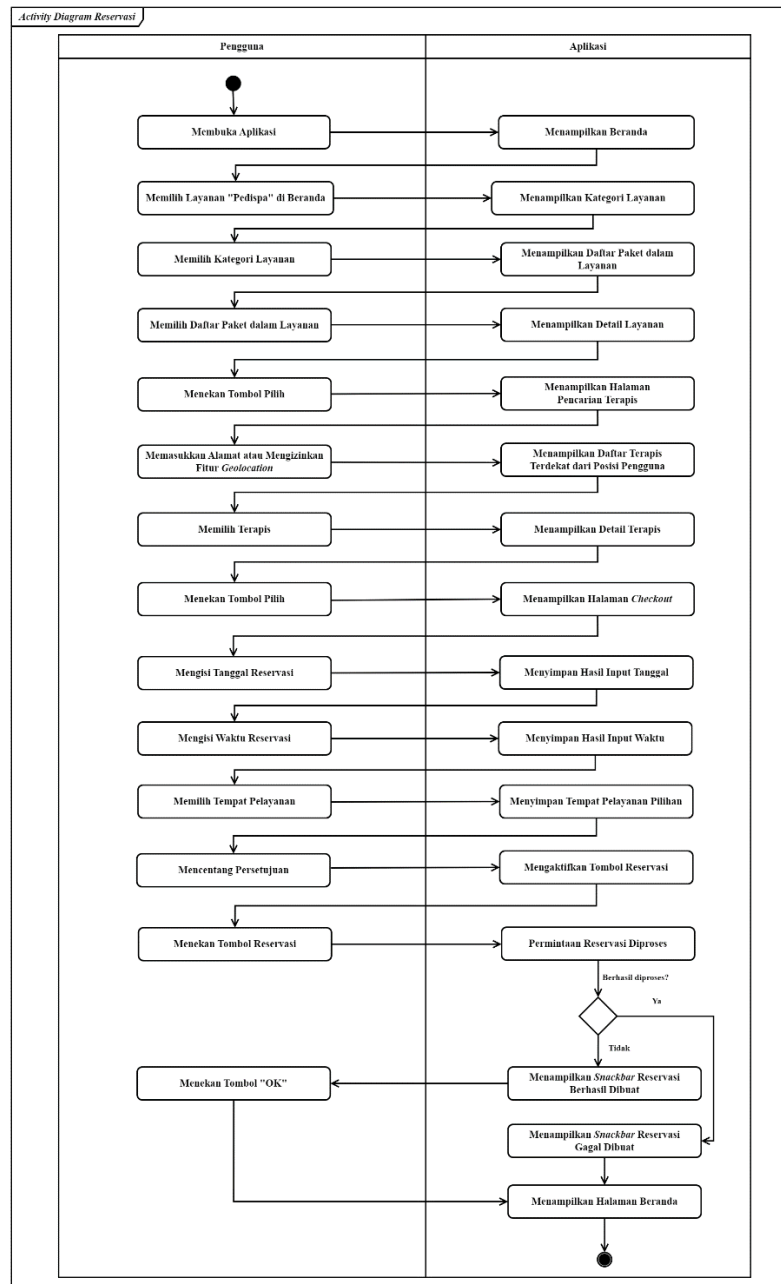 Activity Diagram Reservasi
Pengguna
Aplikasi
Membuka Aplikasi
Menampilkan Beranda
Memilih Layanan "Pedispa" di Beranda
Menampilkan Kategori Layanan
Memilih Kategori Layanan
Menampilkan Daftar Paket dalam
Layanan
Memilih Daftar Paket dalam Layanan
Menampilkan Detail Layanan
Menekan Tombol Pilih
Menampilkan Halaman
Pencarian Terapis
Memasukkan Alamat atau Mengizinkan
Fitur Geolocation
Menampilkan Daftar Terapis
Terdekat dari Posisi Pengguna
Memilih Terapis
Menampilkan Detail Terapis
Menekan Tombol Pilih
Menampilkan Halaman Checkout
Mengisi Tanggal Reservasi
Menyimpan Hasil Input Tanggal
Mengisi Waktu Reservasi
Menyimpan Hasil Input Waktu
Memilih Tempat Pelayanan
Menyimpan Tempat Pelayanan Pilihan
Mencentang Persetujuan
Mengaktifkan Tombol Reservasi
Menekan Tombol Reservasi
Permintaan Reservasi Diproses
Berhasil diproses?
Ya
Tidak
Menekan Tombol "OK"
Menampilkan Snackbar Reservasi
Berhasil Dibuat
Menampilkan Snackbar Reservasi
Gagal Dibuat
Menampilkan Halaman Beranda